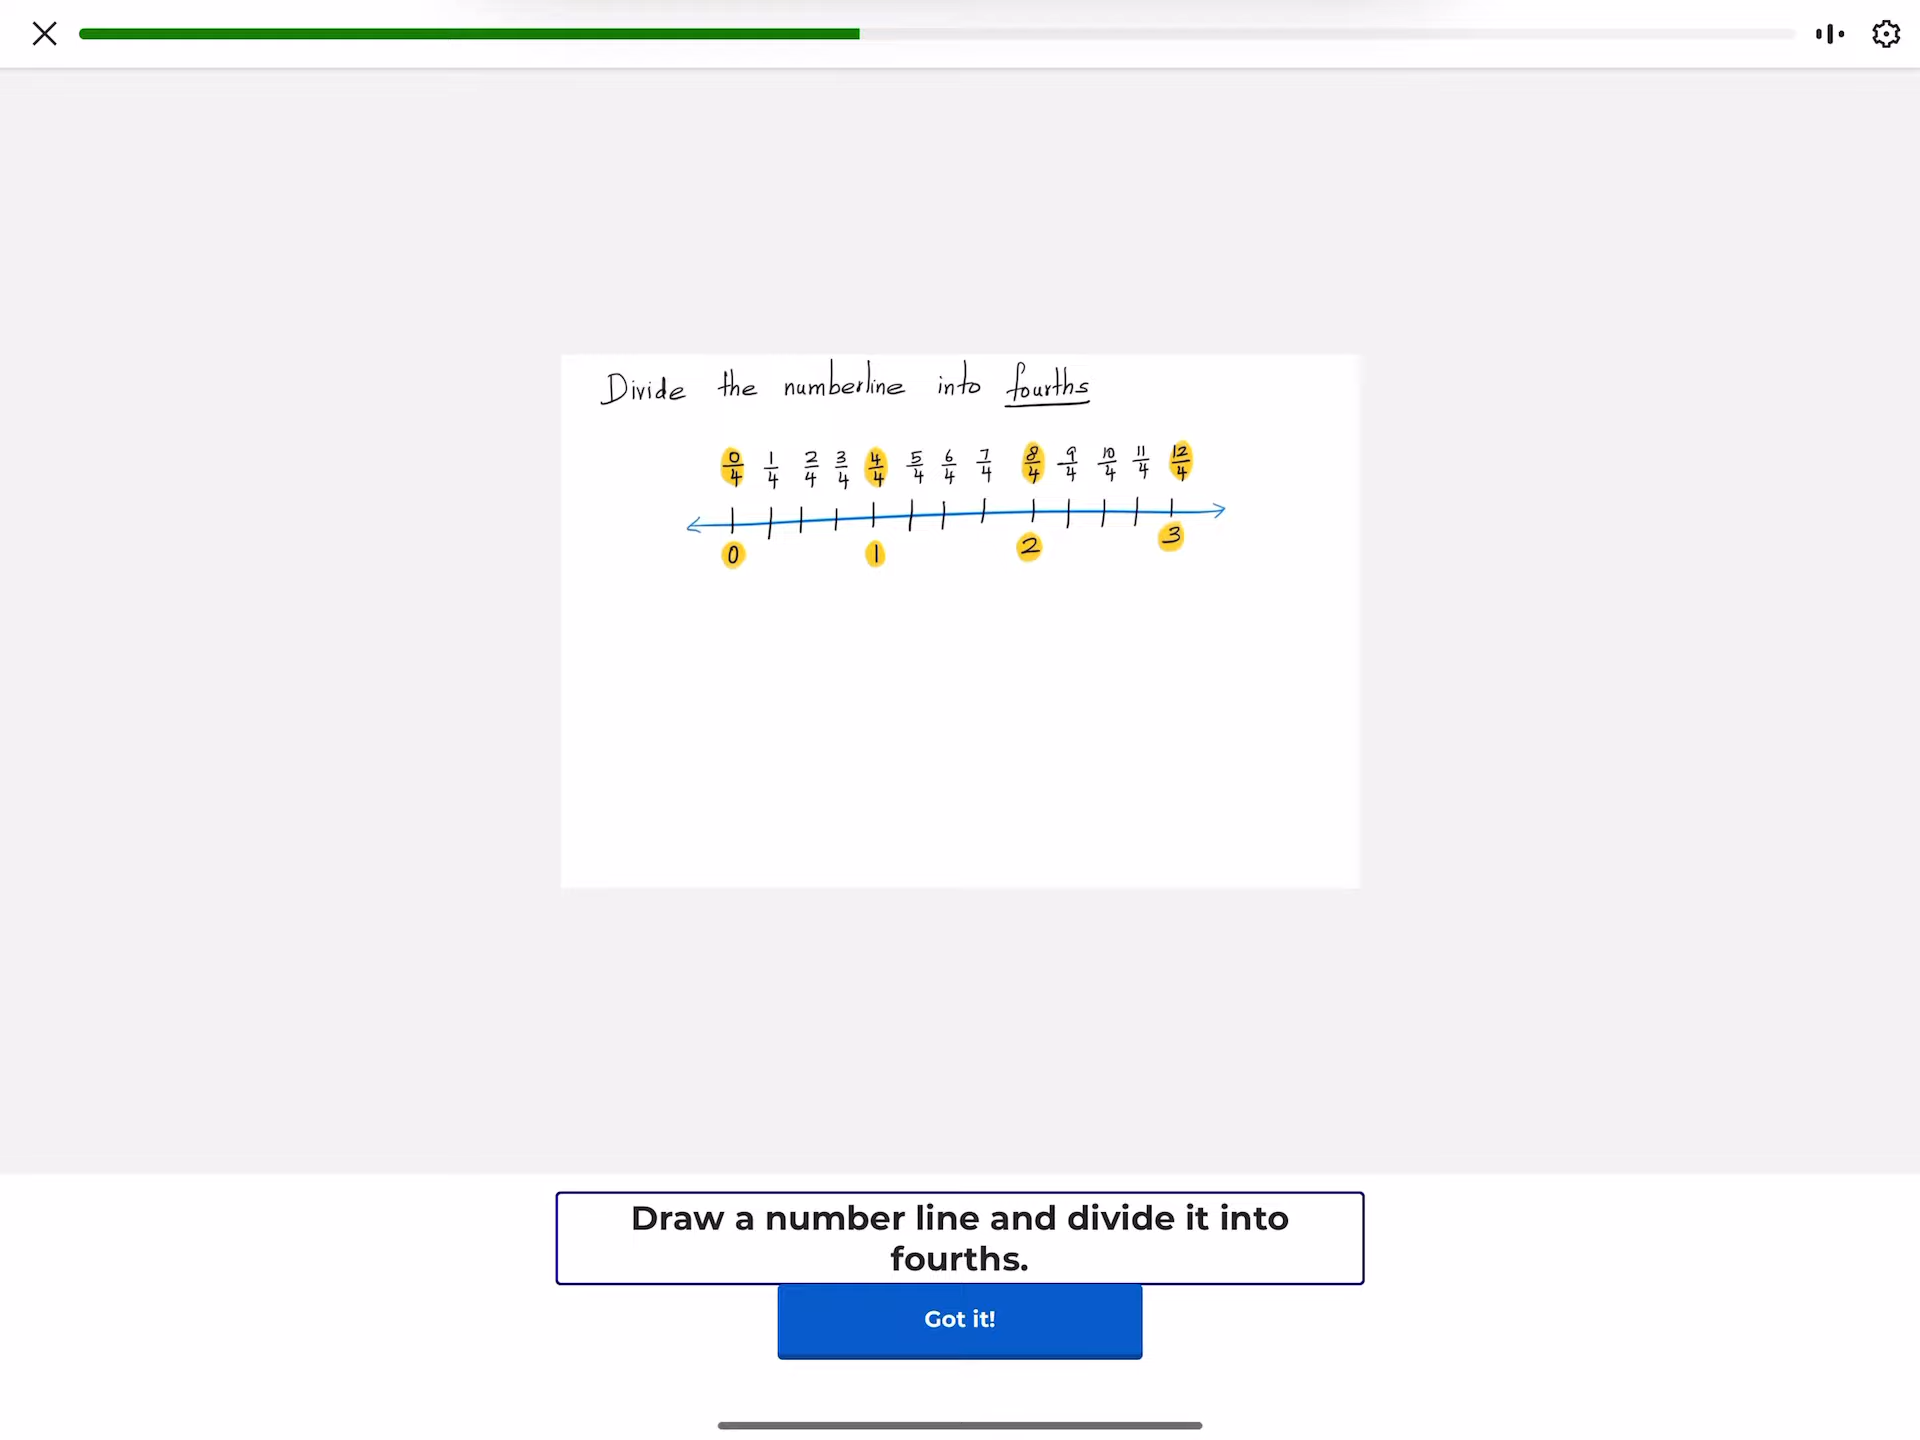 Divide the numberline into fourths
0/4 1/4 2/4 3/4 4/4 5/4 6/4 7/4 8/4 9/4 10/4 11/4 12/4
0 1 2 3
Draw a number line and divide it into
fourths.
Got it!